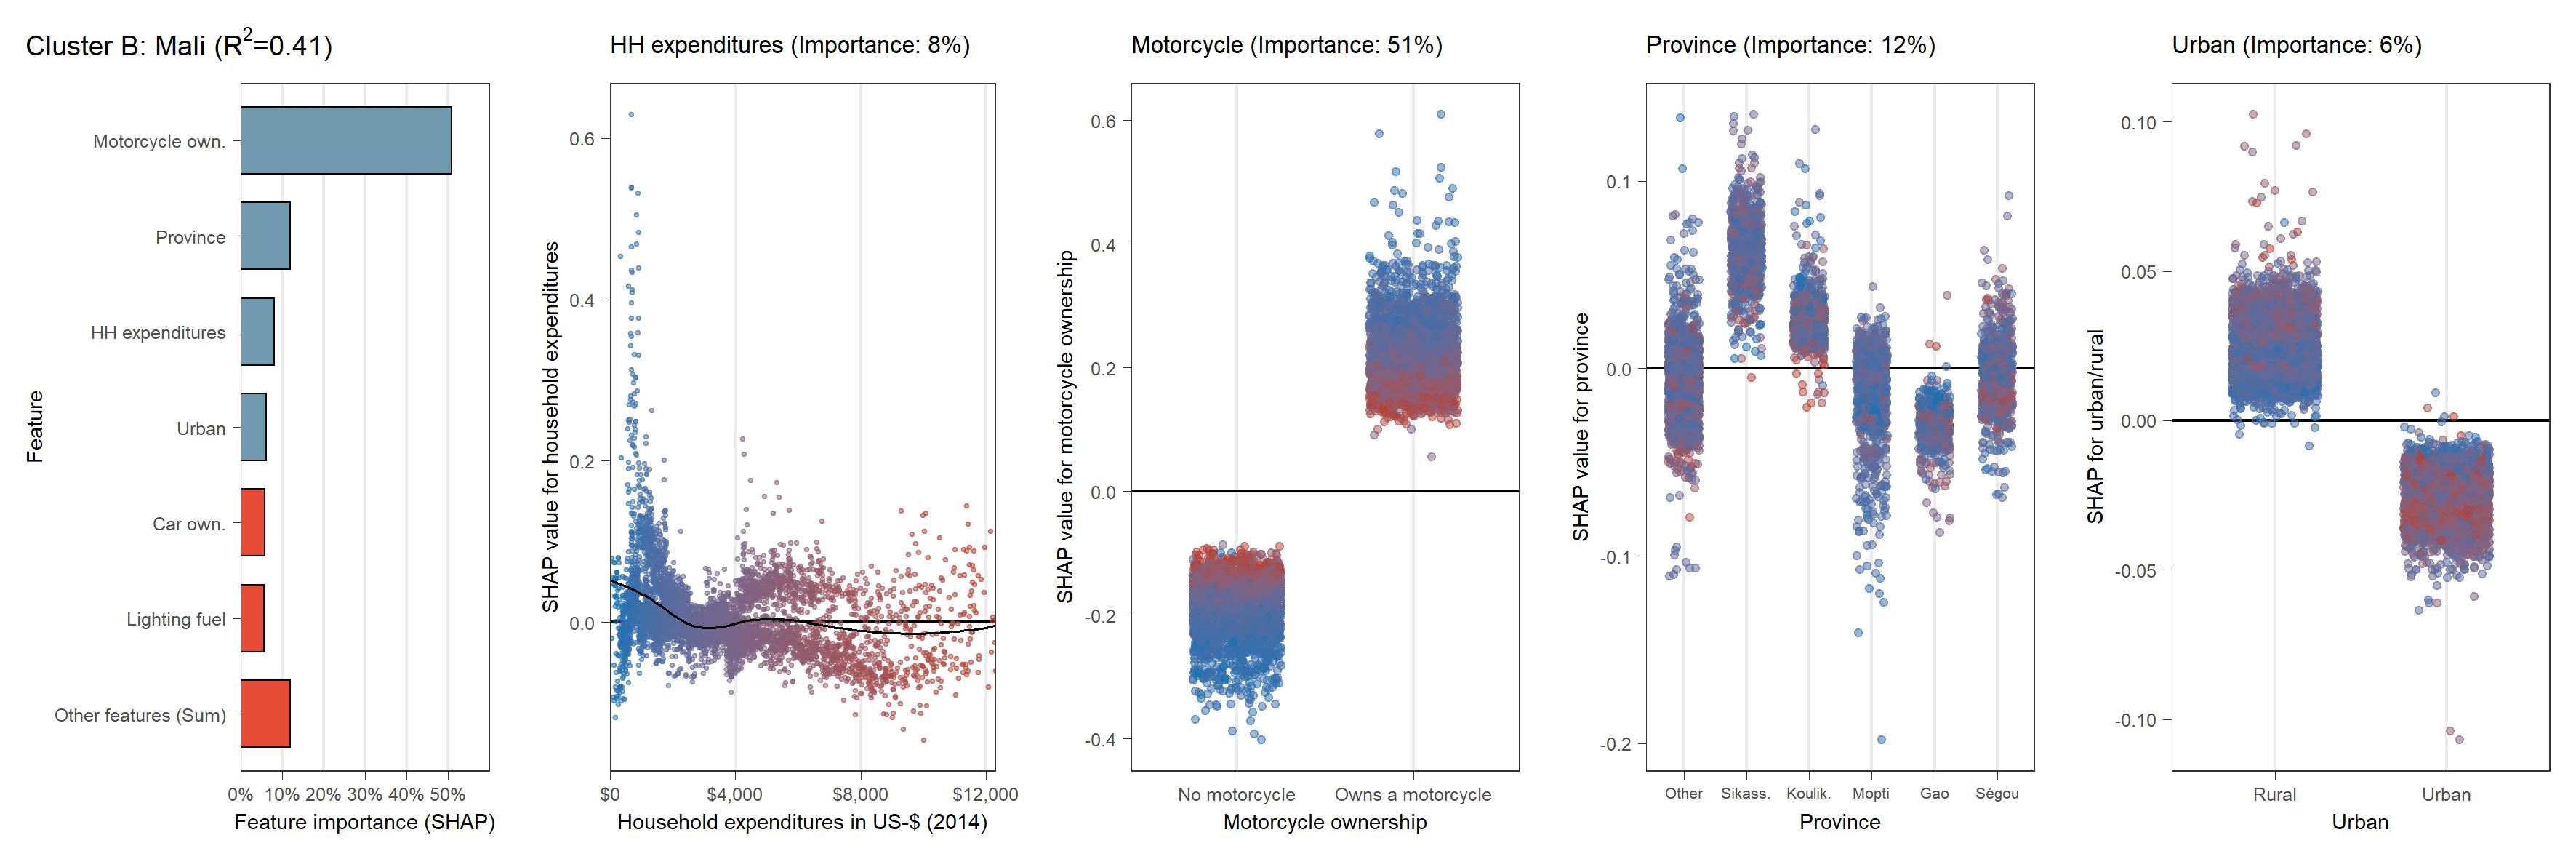 Cluster B: Mali (R²=0.41)
Feature
Motorcycle own.
Province
HH expenditures
Urban
Car own.
Lighting fuel
Other features (Sum)
0% 10% 20% 30% 40% 50%
Feature importance (SHAP)
HH expenditures (Importance: 8%)
SHAP value for household expenditures
0.6
0.4
0.2
0.0
$0 $4,000 $8,000 $12,000
Household expenditures in US-$ (2014)
Motorcycle (Importance: 51%)
SHAP value for motorcycle ownership
0.6
0.4
0.2
0.0
-0.2
-0.4
No motorcycle Owns a motorcycle
Motorcycle ownership
Province (Importance: 12%)
SHAP value for province
0.1
0.0
-0.1
-0.2
Other Sikass. Koulik. Mopti Gao Ségou
Province
Urban (Importance: 6%)
SHAP for urban/rural
0.10
0.05
0.00
-0.05
-0.10
Rural Urban
Urban